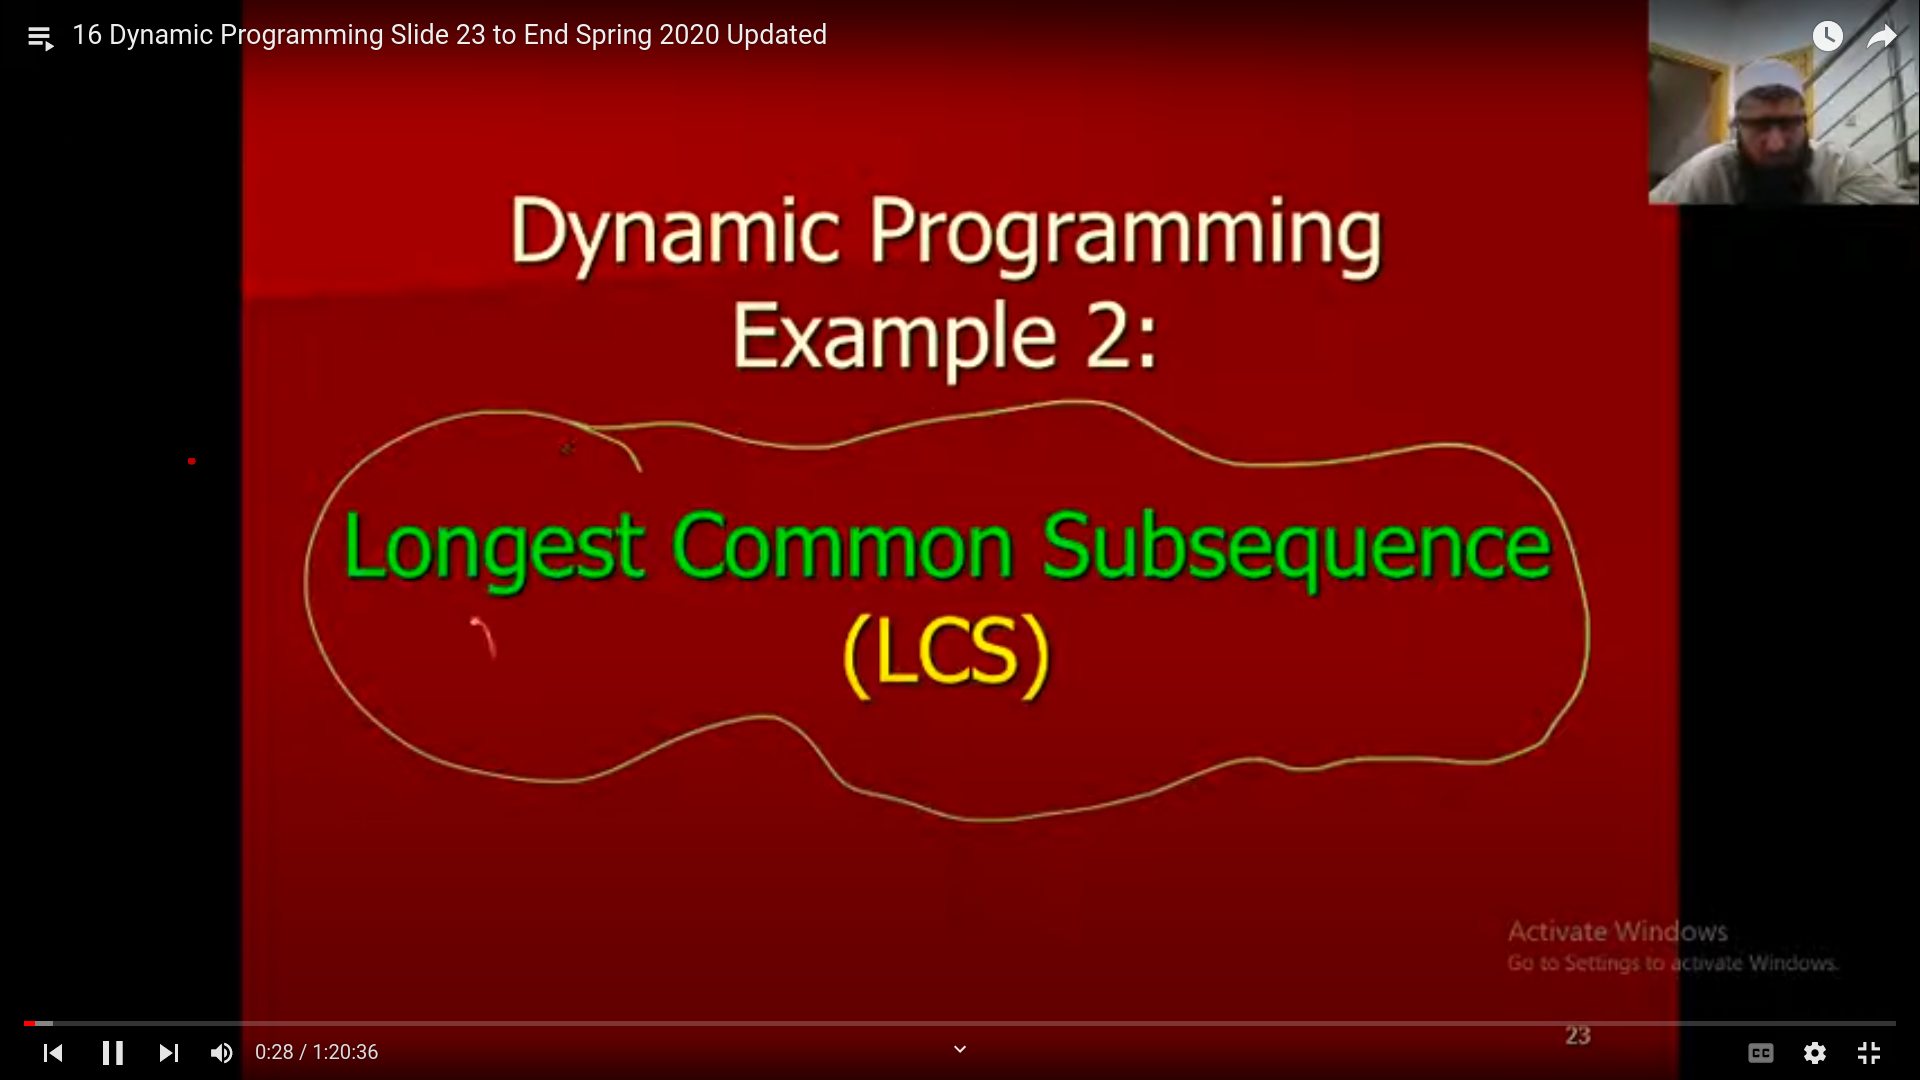 16 Dynamic Programming Slide 23 to End Spring 2020 Updated
Dynamic Programming
Example 2:
Longest Common Subsequence
(LCS)
Activate Windows
Go to Settings to activate Windows.
23
0:28 / 1:20:36
CC